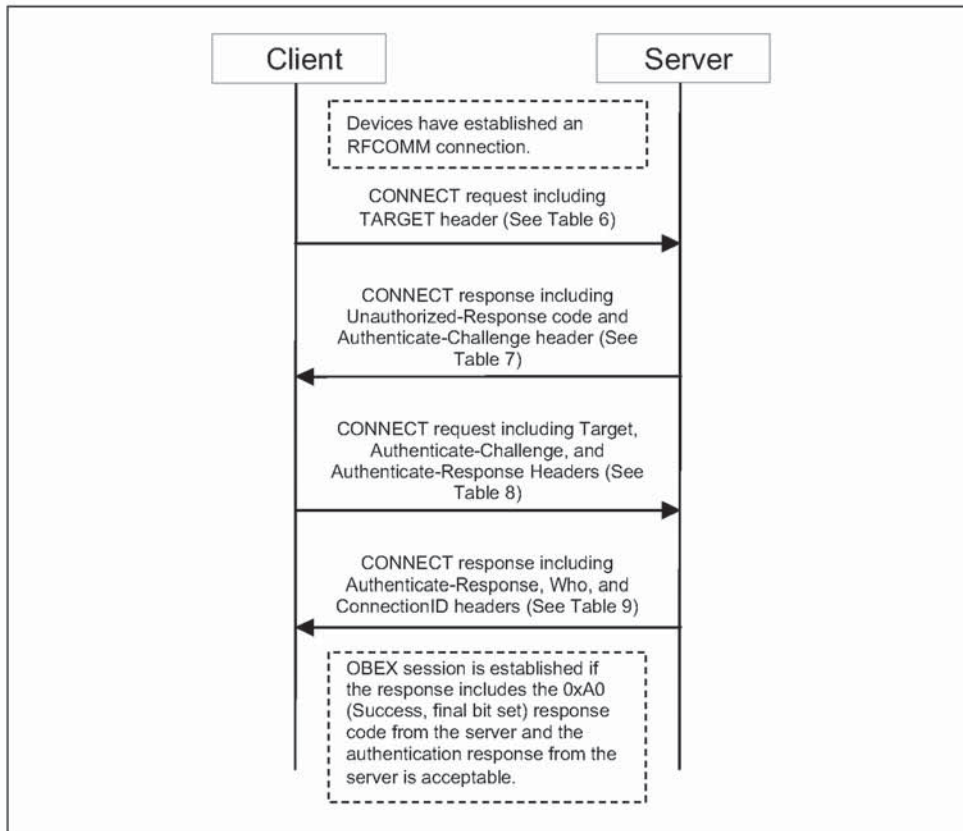 Client
Server
Devices have established an
RFCOMM connection.
CONNECT request including
TARGET header (See Table 6)
CONNECT response including
Unauthorized-Response code and
Authenticate-Challenge header (See
Table 7)
CONNECT request including Target,
Authenticate-Challenge, and
Authenticate-Response Headers (See
Table 8)
CONNECT response including
Authenticate-Response, Who, and
ConnectionID headers (See Table 9)
OBEX session is established if
the response includes the 0xA0
(Success, final bit set) response
code from the server and the
authentication response from the
server is acceptable.